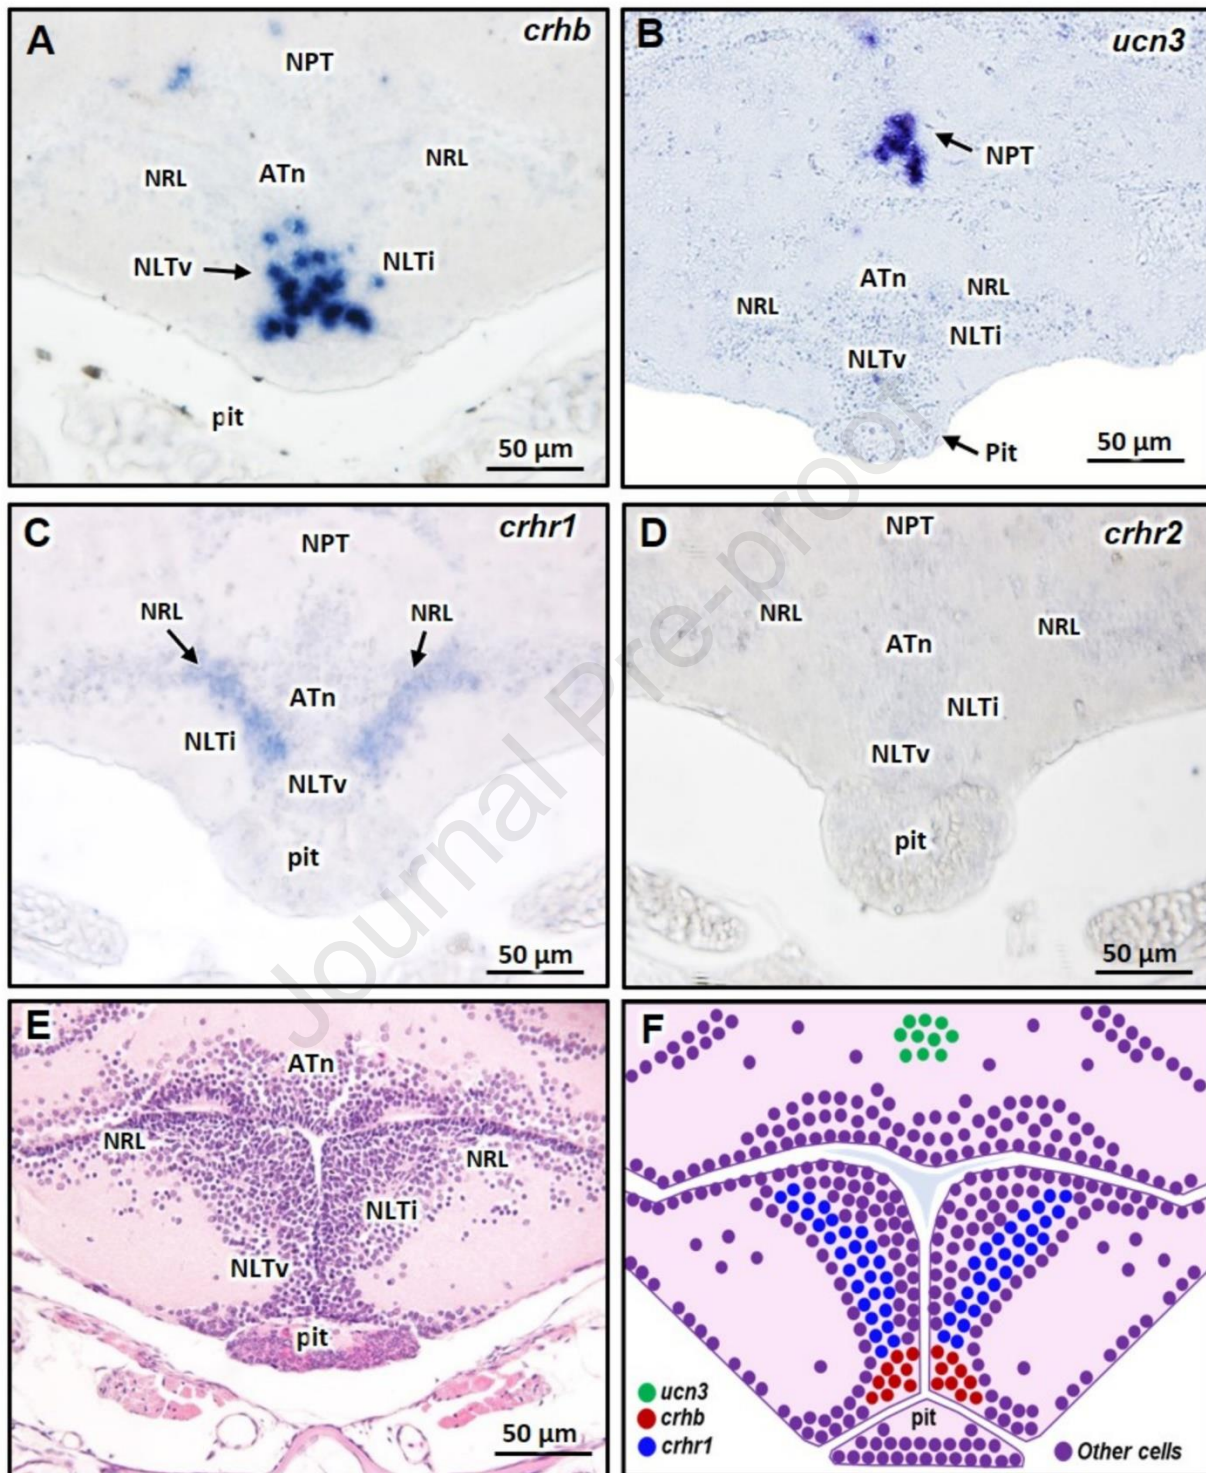 A
crhb
NPT
NRL
ATn
NRL
NLTv
NLTi
pit
50 µm
B
ucn3
NPT
ATn
NRL
NRL
NLTi
NLTv
Pit
50 µm
C
crhr1
NPT
NRL
NRL
ATn
NLTi
NLTv
pit
50 µm
D
crhr2
NPT
NRL
NRL
ATn
NLTi
NLTv
pit
50 µm
E
ATn
NRL
NRL
NLTi
NLTv
pit
50 µm
F
ucn3
crhb
crhr1
pit
Other cells
Journal Pre-proof